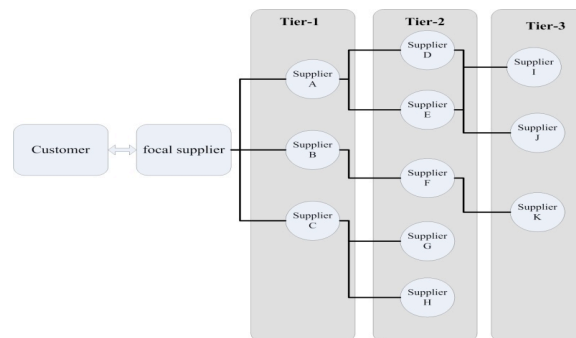 Tier-1
Tier-2
Tier-3
Supplier
A
Supplier
B
Supplier
C
Supplier
D
Supplier
E
Supplier
F
Supplier
G
Supplier
H
Supplier
I
Supplier
J
Supplier
K
Customer
focal supplier